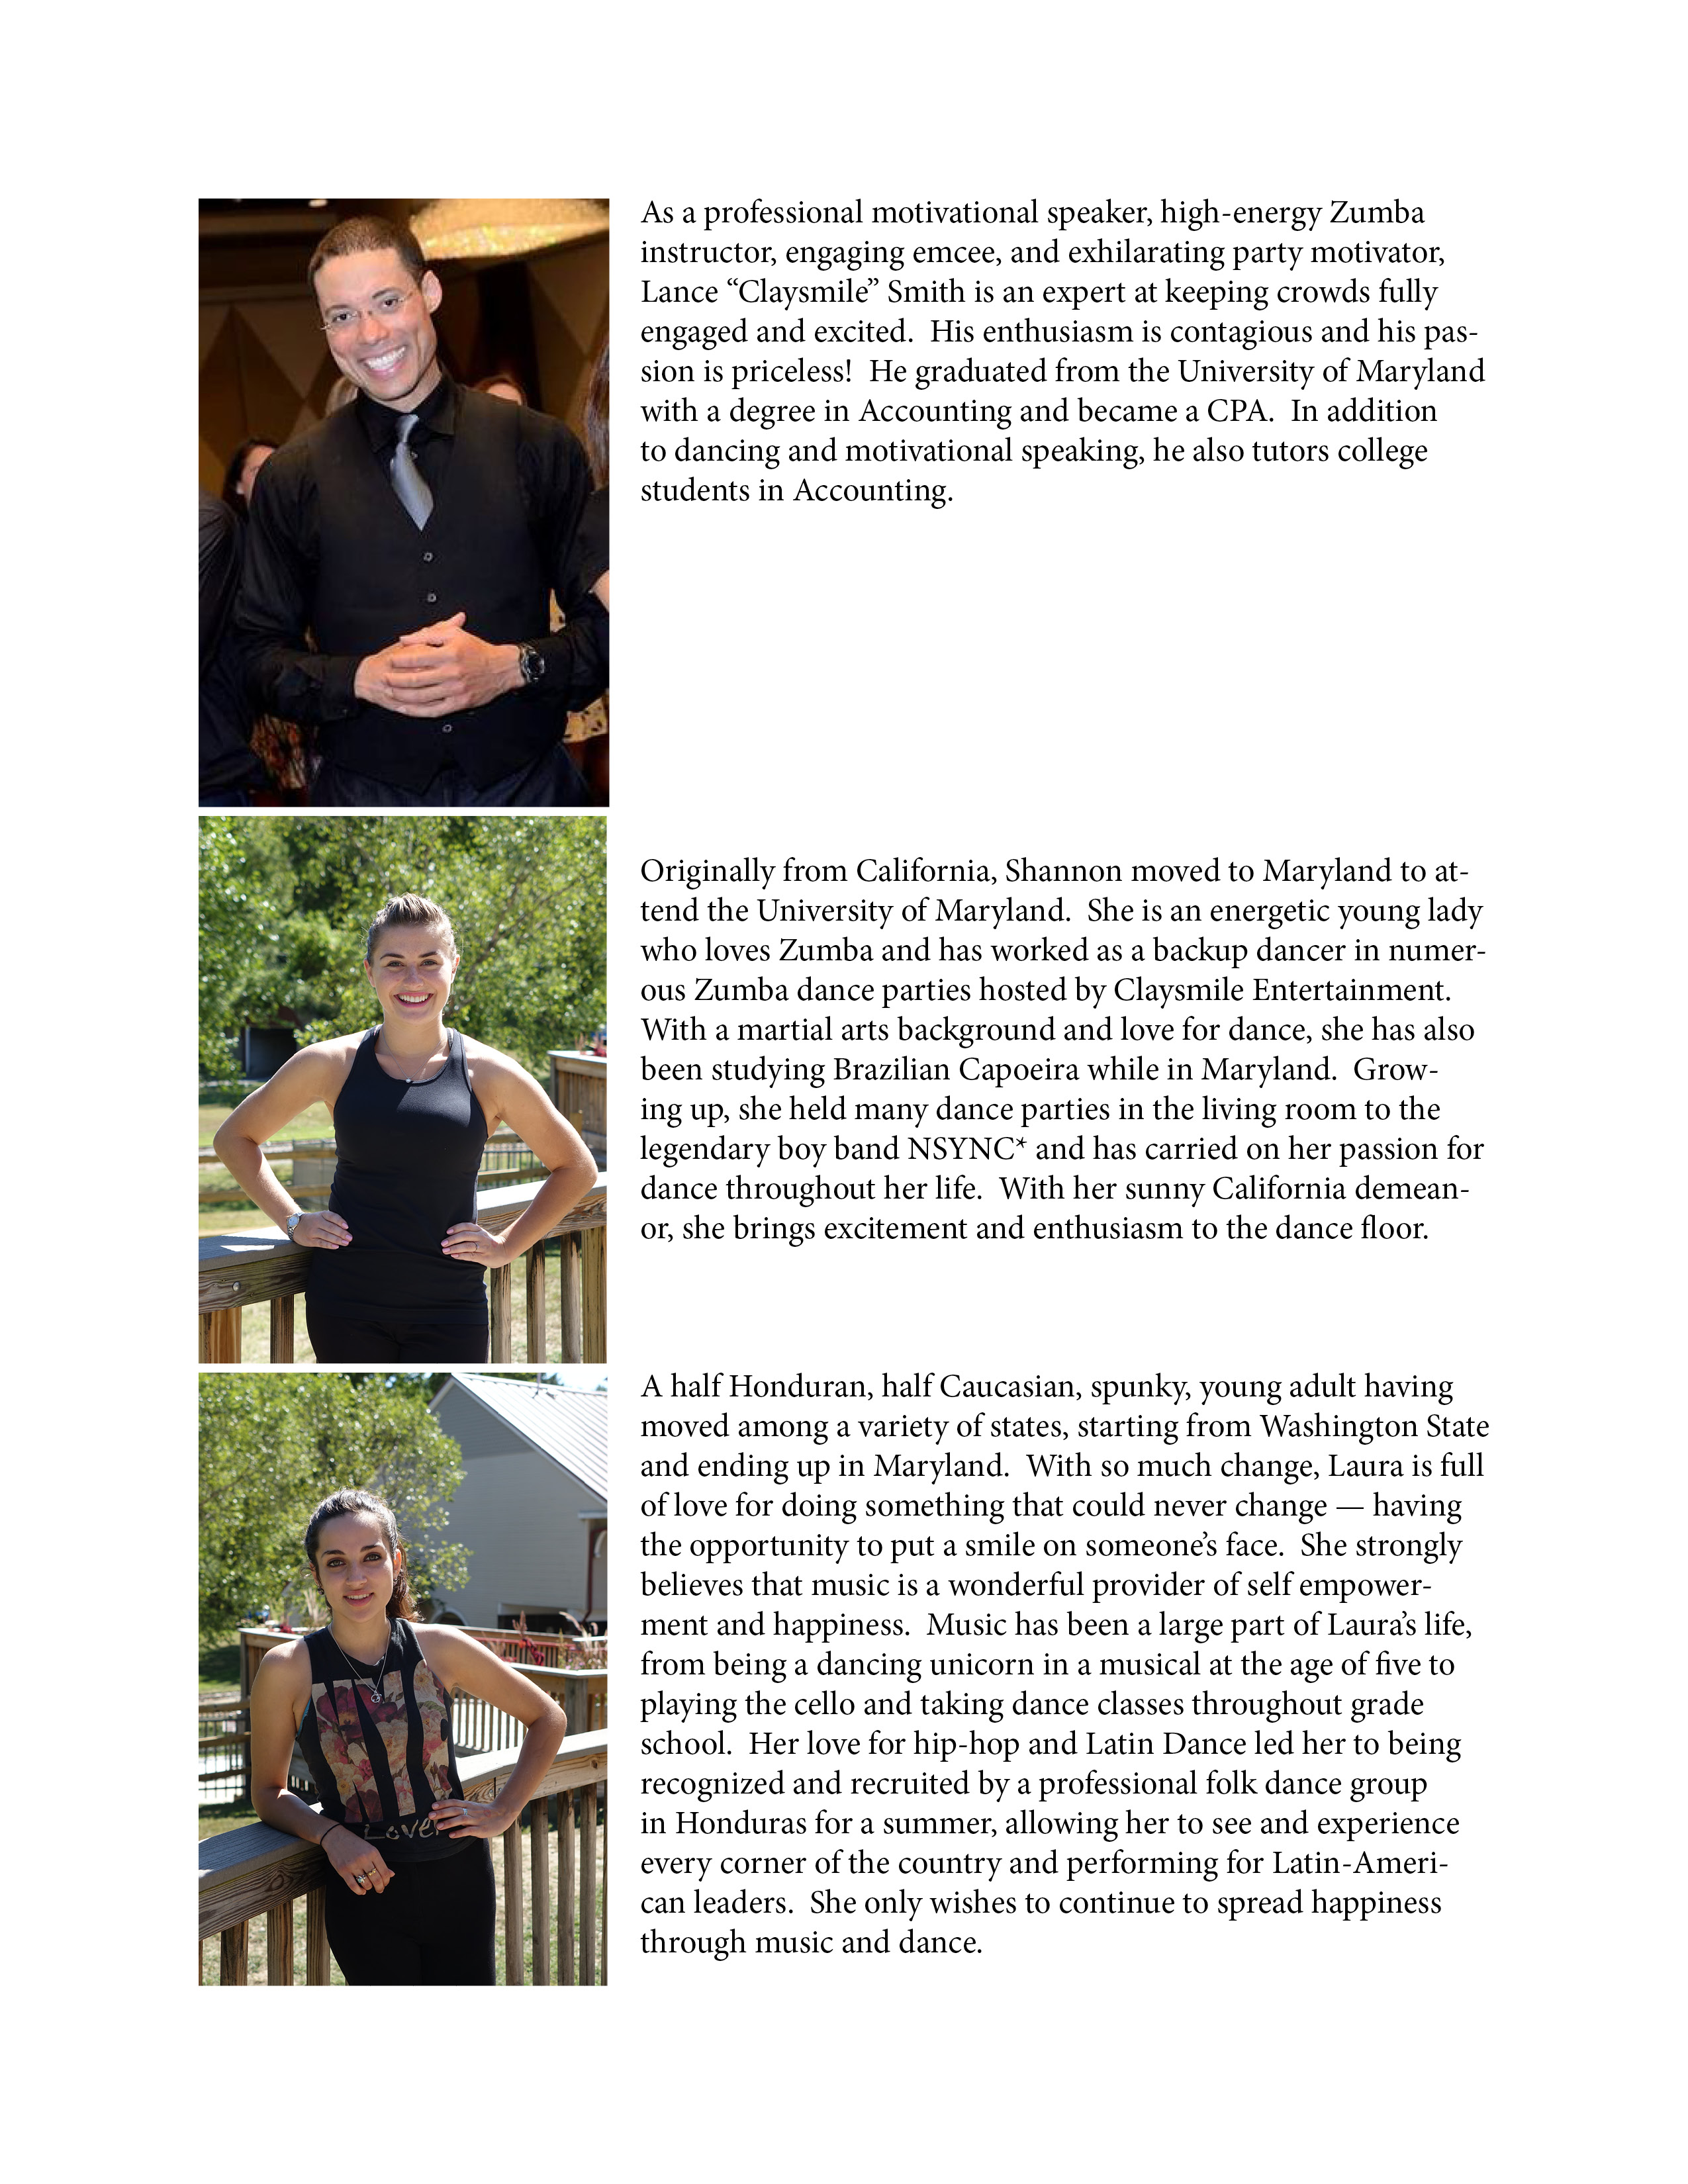 As a professional motivational speaker, high-energy Zumba
instructor, engaging emcee, and exhilarating party motivator,
Lance “Claysmile” Smith is an expert at keeping crowds fully
engaged and excited.  His enthusiasm is contagious and his pas-
sion is priceless!  He graduated from the University of Maryland
with a degree in Accounting and became a CPA.  In addition
to dancing and motivational speaking, he also tutors college
students in Accounting.
Originally from California, Shannon moved to Maryland to at-
tend the University of Maryland.  She is an energetic young lady
who loves Zumba and has worked as a backup dancer in numer-
ous Zumba dance parties hosted by Claysmile Entertainment.
With a martial arts background and love for dance, she has also
been studying Brazilian Capoeira while in Maryland.  Grow-
ing up, she held many dance parties in the living room to the
legendary boy band NSYNC* and has carried on her passion for
dance throughout her life.  With her sunny California demean-
or, she brings excitement and enthusiasm to the dance floor.
A half Honduran, half Caucasian, spunky, young adult having
moved among a variety of states, starting from Washington State
and ending up in Maryland.  With so much change, Laura is full
of love for doing something that could never change — having
the opportunity to put a smile on someone’s face.  She strongly
believes that music is a wonderful provider of self empower-
ment and happiness.  Music has been a large part of Laura’s life,
from being a dancing unicorn in a musical at the age of five to
playing the cello and taking dance classes throughout grade
school.  Her love for hip-hop and Latin Dance led her to being
recognized and recruited by a professional folk dance group
in Honduras for a summer, allowing her to see and experience
every corner of the country and performing for Latin-Ameri-
can leaders.  She only wishes to continue to spread happiness
through music and dance.